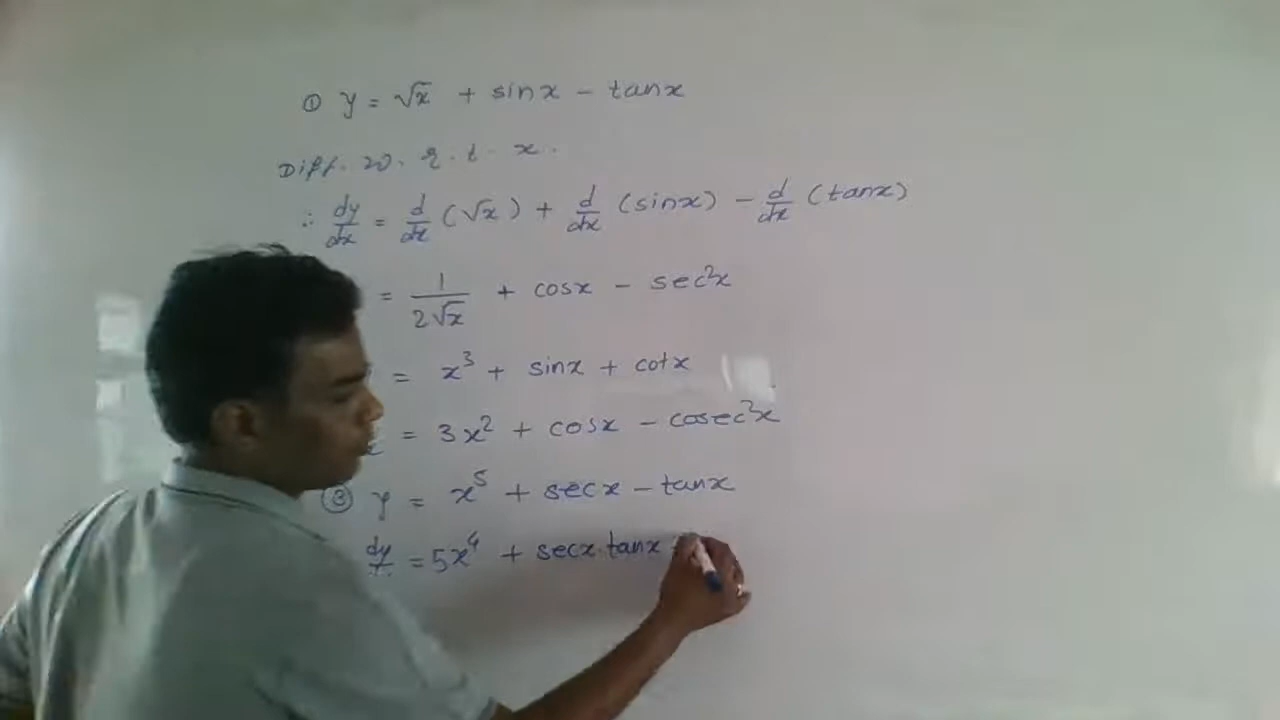 ① y = √x + sinx - tanx
Diff. w. r. t. x.
∴ dy/dx = d/dx (√x) + d/dx (sinx) - d/dx (tanx)
= 1/2√x + cosx - sec²x
= x³ + sinx + cotx
x = 3x² + cosx - cosec²x
③ y = x⁵ + secx - tanx
dy/ = 5x⁴ + secx·tanx